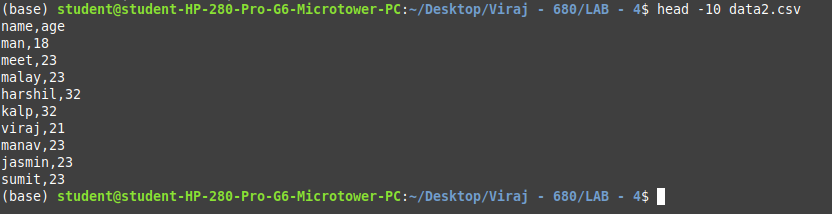 (base) student@student-HP-280-Pro-G6-Microtower-PC:~/Desktop/Viraj - 680/LAB - 4$ head -10 data2.csv
name,age
man,18
meet,23
malay,23
harshil,32
kalp,32
viraj,21
manav,23
jasmin,23
sumit,23
(base) student@student-HP-280-Pro-G6-Microtower-PC:~/Desktop/Viraj - 680/LAB - 4$